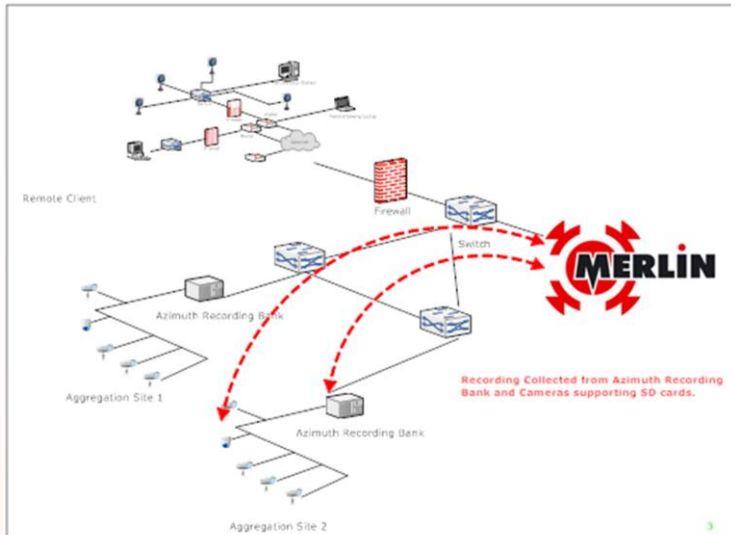 Remote Client
Firewall
Switch
MERLIN
Azimuth Recording Bank
Aggregation Site 1
Recording Collected from Azimuth Recording
Bank and Cameras supporting SD cards.
Azimuth Recording Bank
Aggregation Site 2
3